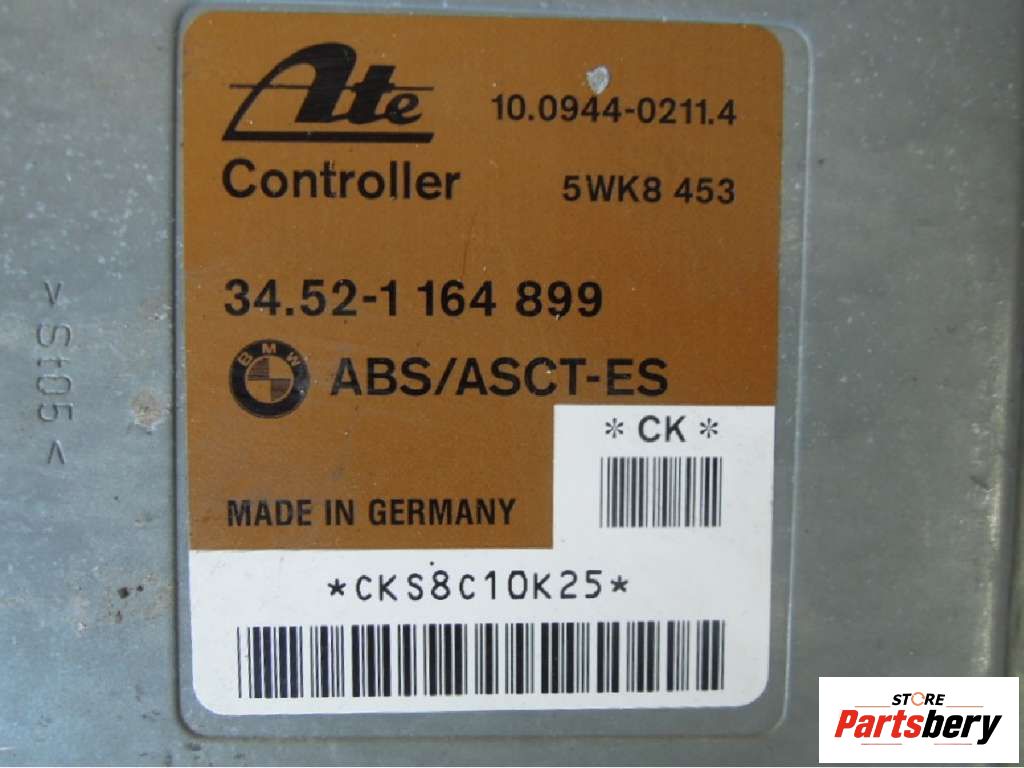 Ate
10.0944-0211.4
Controller
5WK8 453
34.52-1 164 899
BMW
ABS/ASCT-ES
*CK*
MADE IN GERMANY
*CKS8C10K25*
>St05<
STORE
Partsbery